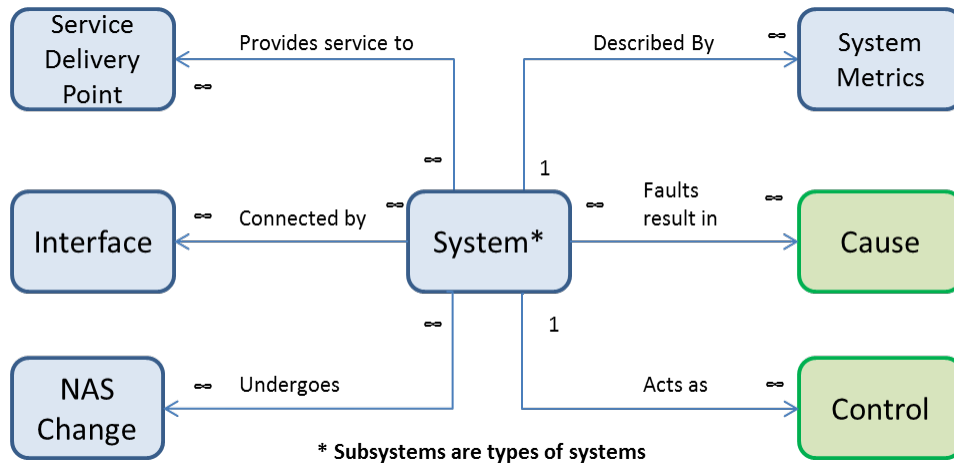 Service
Delivery
Point
Provides service to
∞
∞
Described By
∞
1
System
Metrics
Interface
∞
Connected by
∞
System*
∞
Faults
result in
∞
Cause
NAS
Change
∞
Undergoes
∞
1
Acts as
∞
Control
* Subsystems are types of systems